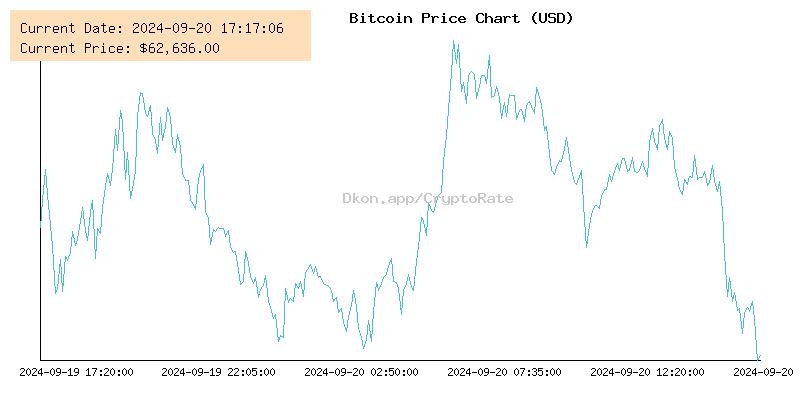 Bitcoin Price Chart (USD)
Current Date: 2024-09-20 17:17:06
Current Price: $62,636.00
Dkon.app/CryptoRate
2024-09-19 17:20:00 2024-09-19 22:05:00 2024-09-20 02:50:00 2024-09-20 07:35:00 2024-09-20 12:20:00 2024-09-20